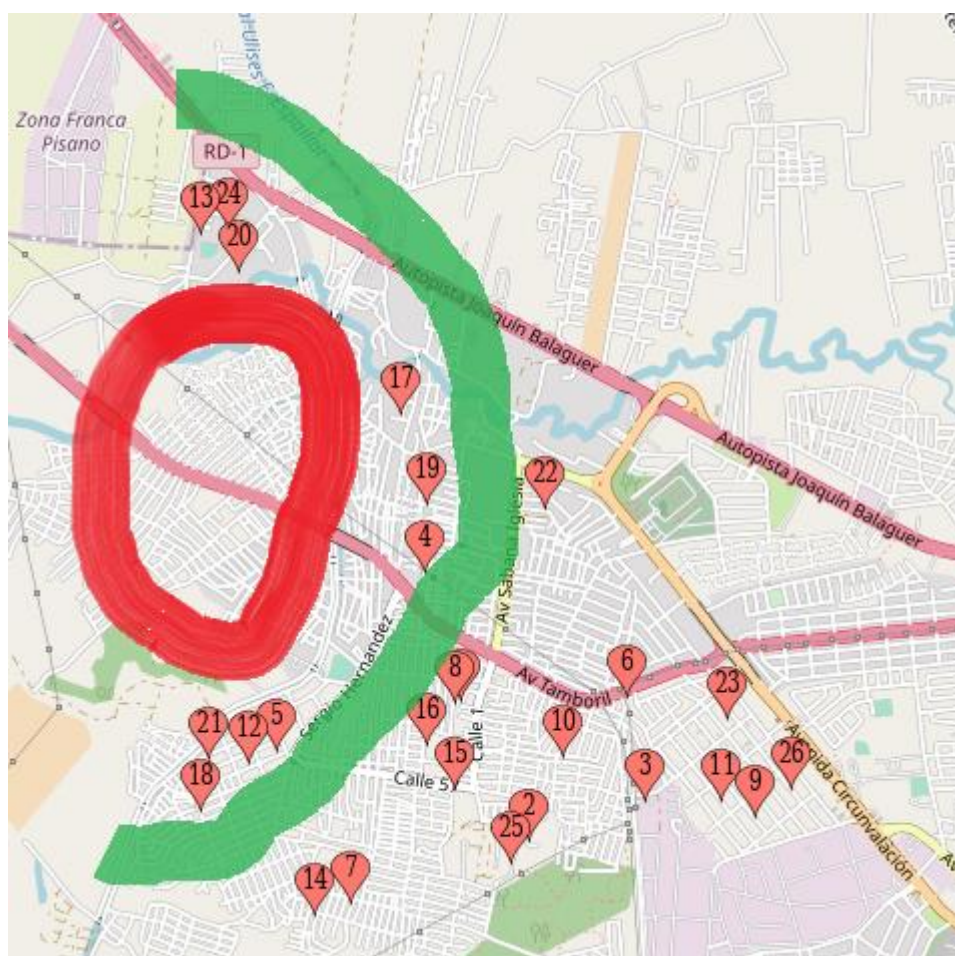 Zona Franca
Pisano
RD-1
13
24
20
17
Autopista Joaquín Balaguer
19
22
4
Av Sabana Iglesia
Autopista Joaquín Balaguer
Sergio Hernández
8
6
Av Tamboril
23
21
12
5
16
10
Calle 1
15
Calle 5
18
3
11
9
26
Avenida Circunvalación
2
25
14
7